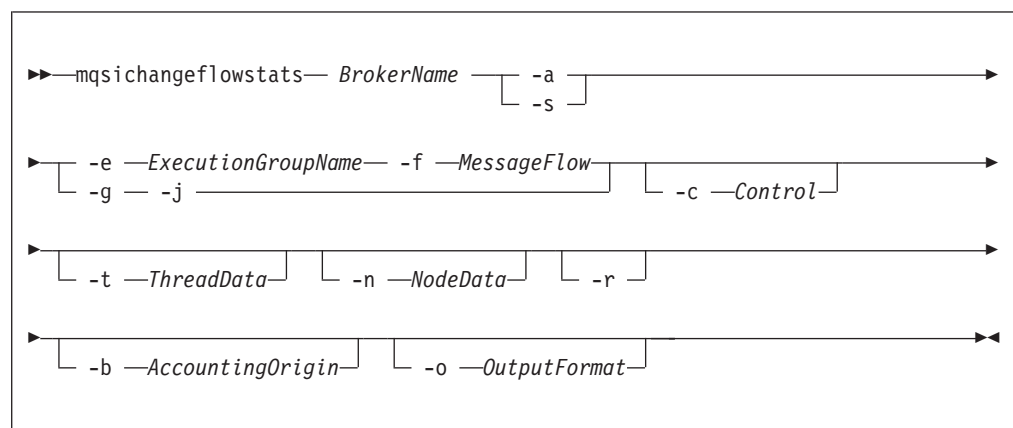 mqsichangeflowstats BrokerName -a
-s
-e ExecutionGroupName -f MessageFlow
-g -j -c Control
-t ThreadData -n NodeData -r
-b AccountingOrigin -o OutputFormat